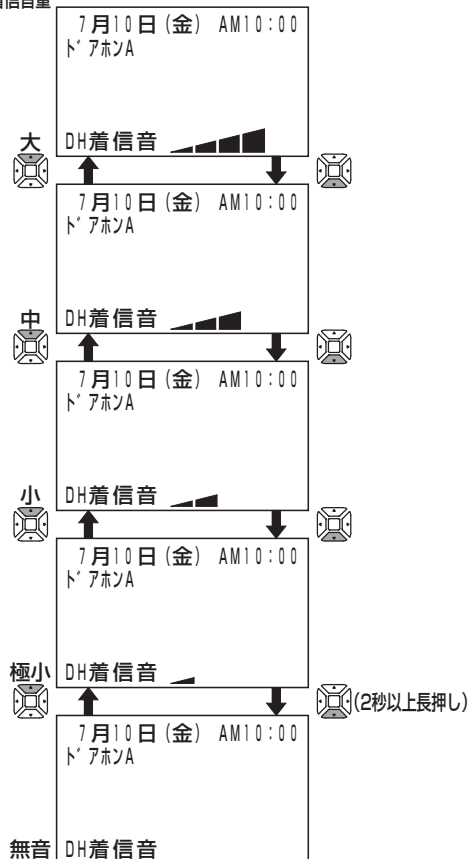 着信音量
7月10日(金) AM10:00
ドアホンA
大
DH着信音
7月10日(金) AM10:00
ドアホンA
中
DH着信音
7月10日(金) AM10:00
ドアホンA
小
DH着信音
7月10日(金) AM10:00
ドアホンA
極小
DH着信音
(2秒以上長押し)
7月10日(金) AM10:00
ドアホンA
無音
DH着信音